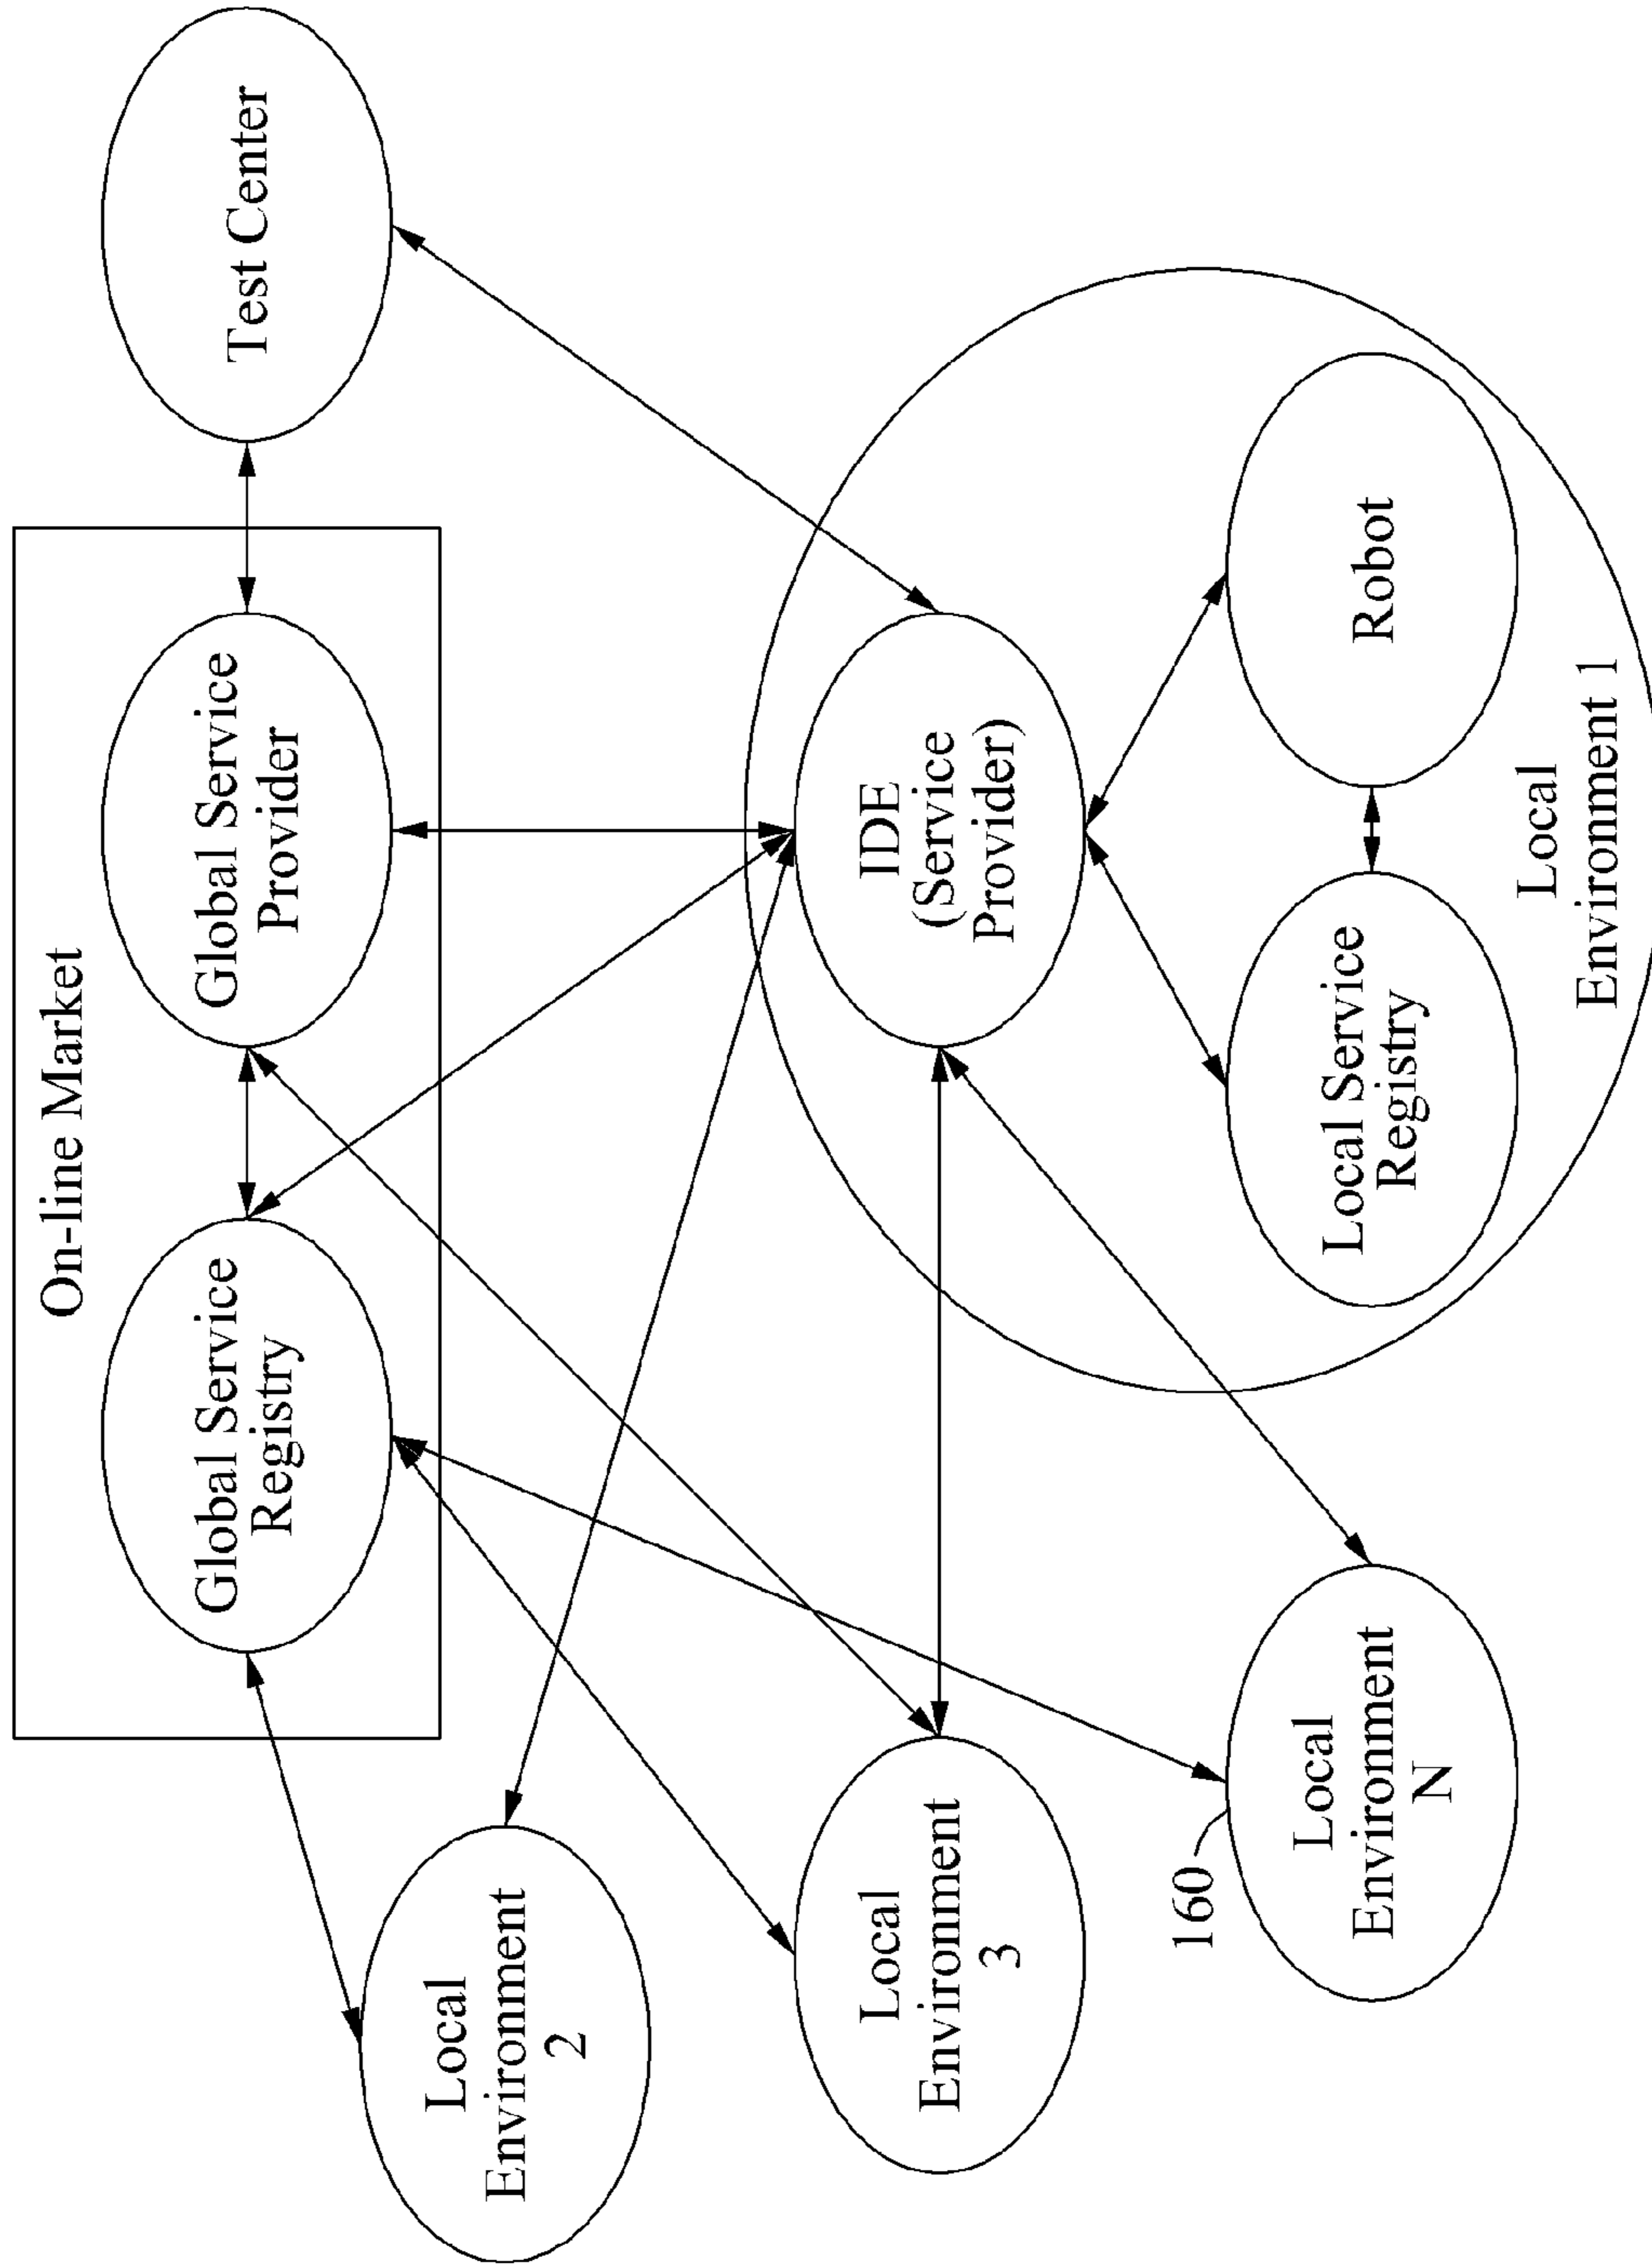 On-line Market
Global Service
Registry
Global Service
Provider
Test Center
Local
Environment
2
Local
Environment
3
160
Local
Environment
N
IDE
(Service
Provider)
Local Service
Registry
Robot
Local
Environment 1